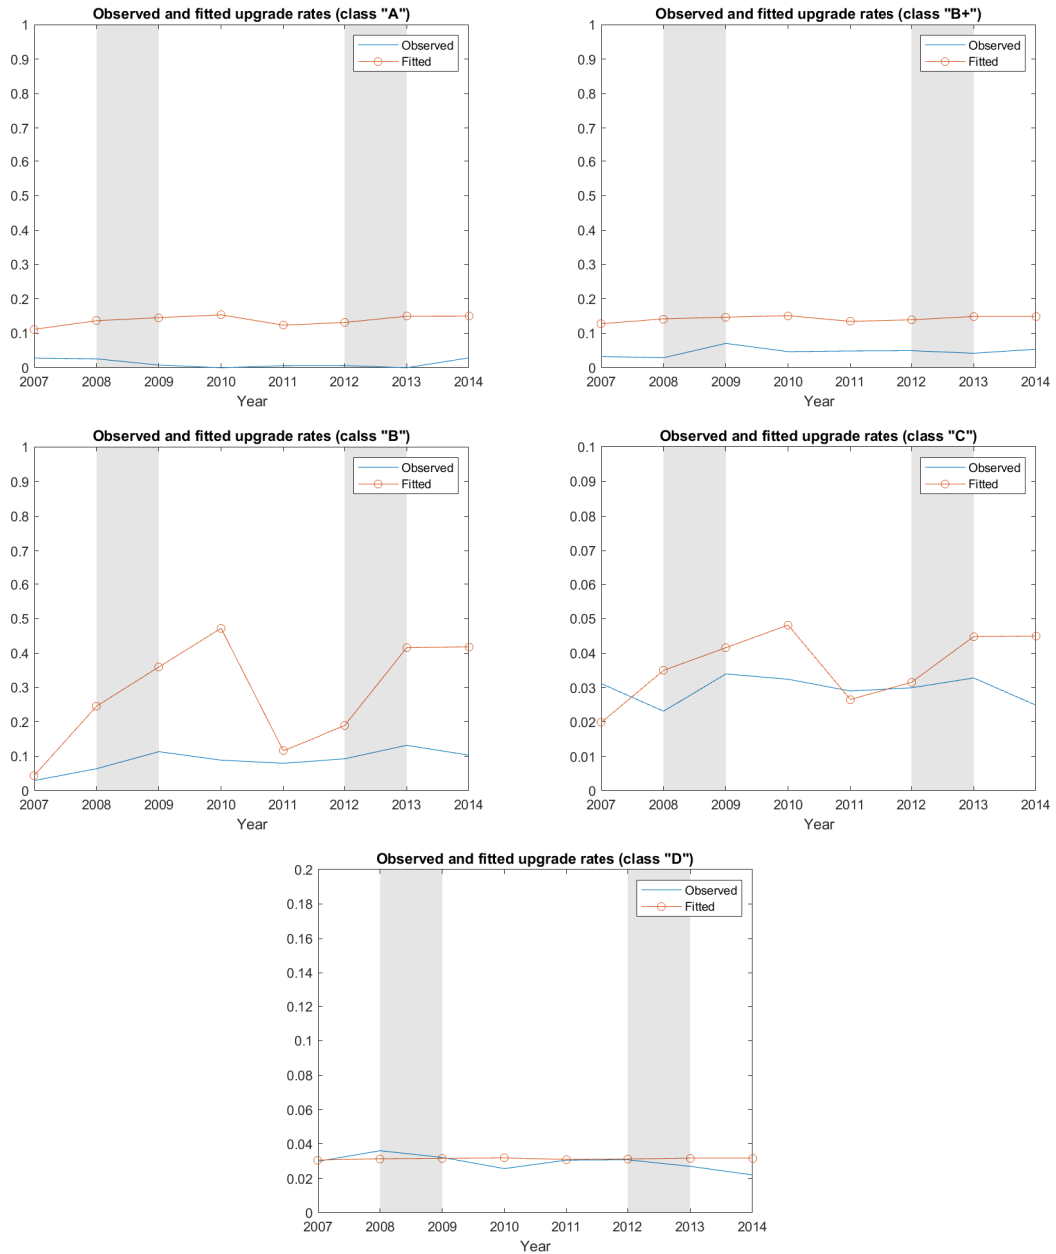 Observed and fitted upgrade rates (class "A")
1
0.9
0.8
0.7
0.6
0.5
0.4
0.3
0.2
0.1
0
Observed
Fitted
2007 2008 2009 2010 2011 2012 2013 2014
Year
Observed and fitted upgrade rates (class "B+")
1
0.9
0.8
0.7
0.6
0.5
0.4
0.3
0.2
0.1
0
Observed
Fitted
2007 2008 2009 2010 2011 2012 2013 2014
Year
Observed and fitted upgrade rates (calss "B")
1
0.9
0.8
0.7
0.6
0.5
0.4
0.3
0.2
0.1
0
Observed
Fitted
2007 2008 2009 2010 2011 2012 2013 2014
Year
Observed and fitted upgrade rates (class "C")
0.1
0.09
0.08
0.07
0.06
0.05
0.04
0.03
0.02
0.01
0
Observed
Fitted
2007 2008 2009 2010 2011 2012 2013 2014
Year
Observed and fitted upgrade rates (class "D")
0.2
0.18
0.16
0.14
0.12
0.1
0.08
0.06
0.04
0.02
0
Observed
Fitted
2007 2008 2009 2010 2011 2012 2013 2014
Year